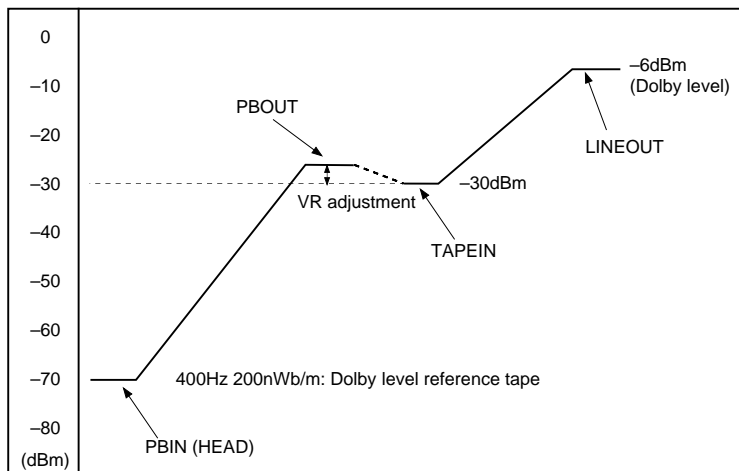 0
–10
–20
–30
–40
–50
–60
–70
–80
(dBm)
–6dBm
(Dolby level)
PBOUT
LINEOUT
–30dBm
VR adjustment
TAPEIN
400Hz 200nWb/m: Dolby level reference tape
PBIN (HEAD)